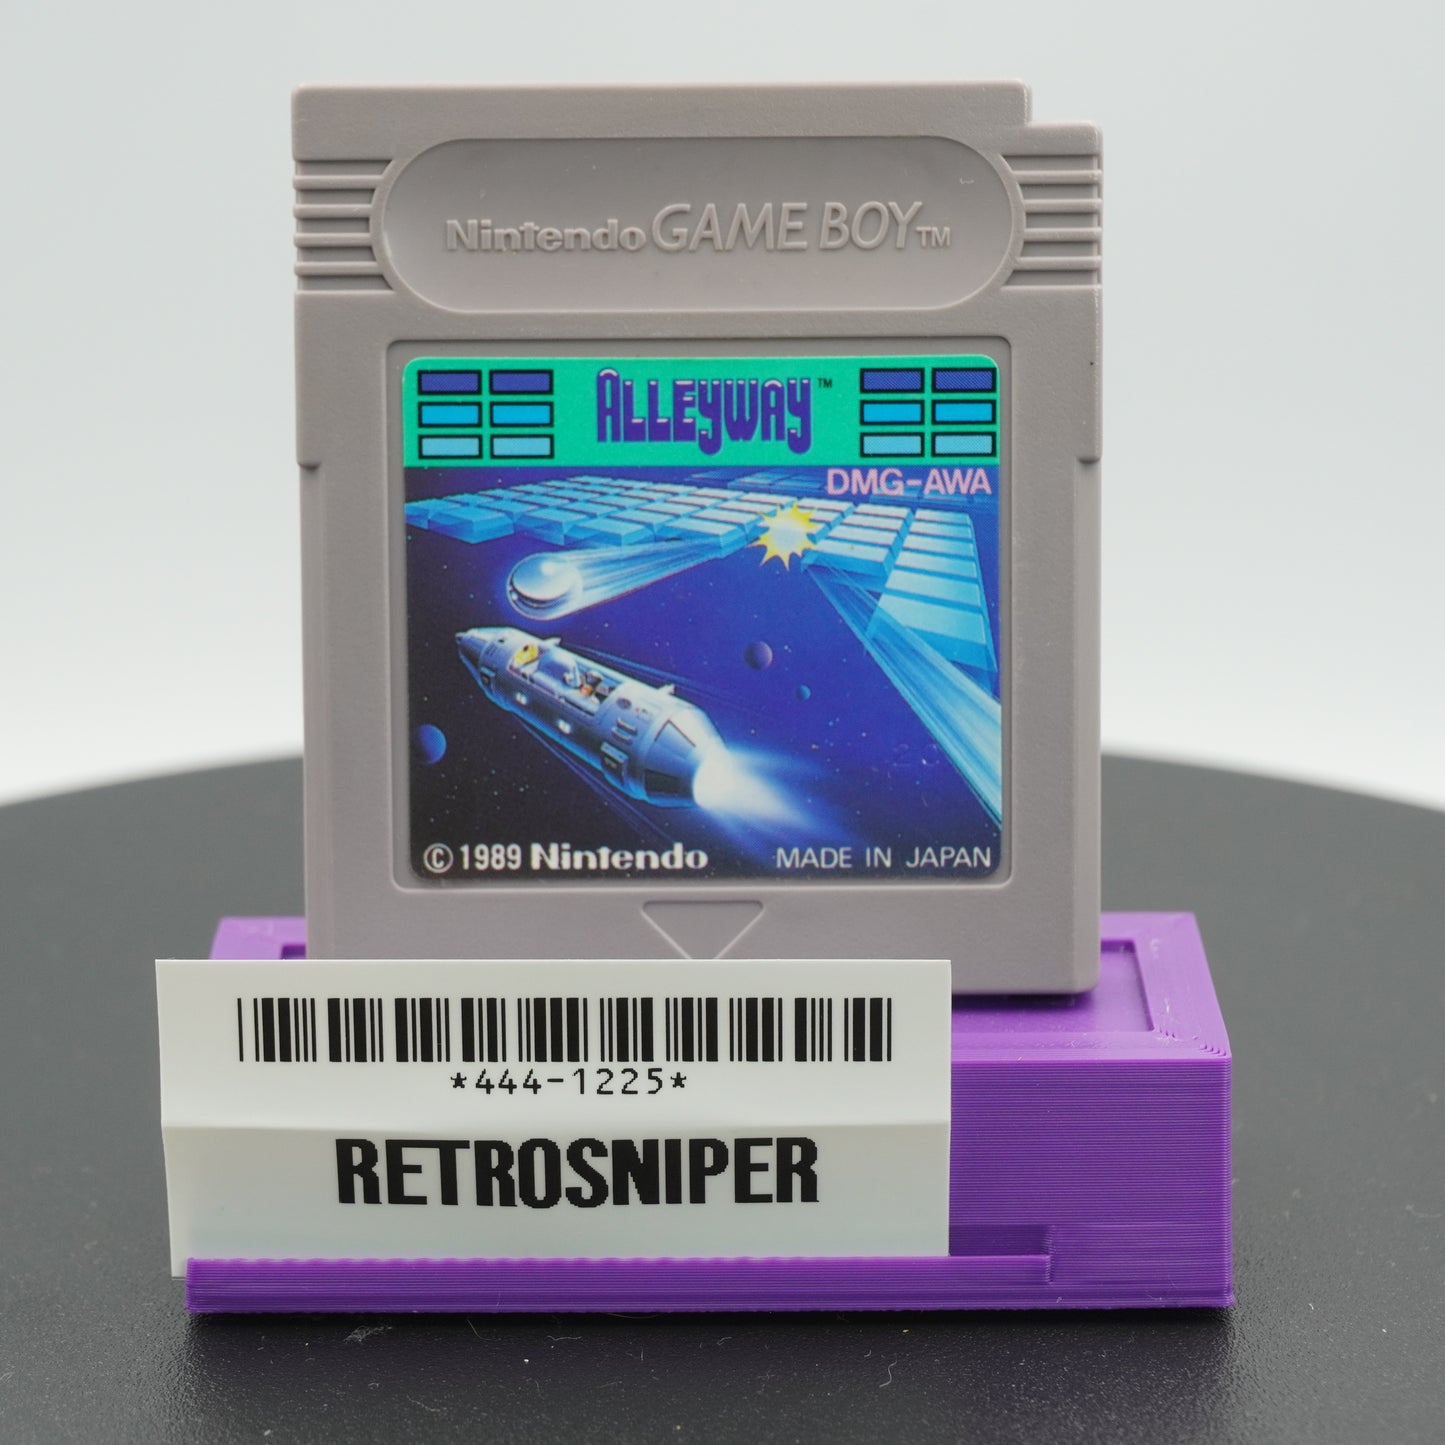 Nintendo GAME BOY™
ALLEYWAY™
DMG-AWA
© 1989 Nintendo MADE IN JAPAN
*444-1225*
RETROSNIPER